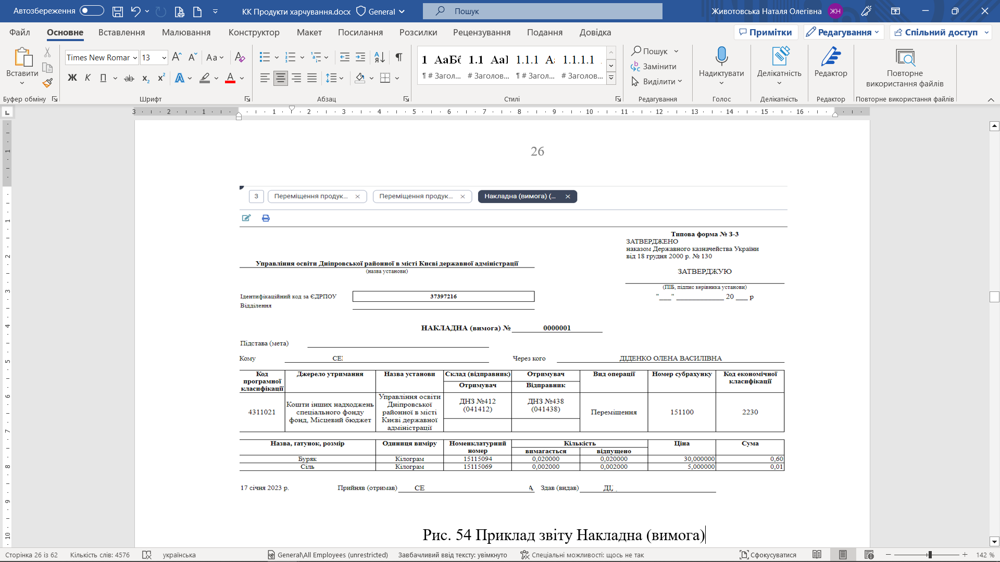 Автозбереження
КК Продукти харчування.docx
General
Пошук
Животовська Наталя Олегівна
ЖН
Файл
Основне
Вставлення
Малювання
Конструктор
Макет
Посилання
Розсилки
Рецензування
Подання
Довідка
Примітки
Редагування
Спільний доступ
Вставити
Times New Romar
13
Ж К П ab x₂ x²
1 АаБб
1.1 АаІ
1.1.1 Аа
1.1.1.1
¶ # Загол...
# Заголов...
¶ # Загол...
# Заголов...
Пошук
Замінити
Виділити
Надиктувати
Делікатність
Редактор
Повторне
використання файлів
Буфер обміну
Шрифт
Абзац
Стилі
Редагування
Голос
Делікатність
Редактор
Повторне використання файлів
3 2 1 1 2 3 4 5 6 7 8 9 10 11 12 13 14 15 16
26
3
Переміщення продук...
Переміщення продук...
Накладна (вимога) (...
Типова форма № З-3
ЗАТВЕРДЖЕНО
наказом Державного казначейства України
від 18 грудня 2000 р. № 130
Управління освіти Дніпровської районної в місті Києві державної адміністрації
(назва установи)
ЗАТВЕРДЖУЮ
(ПІБ, підпис керівника установи)
Ідентифікаційний код за ЄДРПОУ
37397216
"___" ____________ 20 ___ р
Відділення
НАКЛАДНА (вимога) № 0000001
Підстава (мета)
Кому
СЕ
Через кого
ДІДЕНКО ОЛЕНА ВАСИЛІВНА
Код
програмної
класифікації
Джерело утримання
Назва установи
Склад (відправник)
Отримувач
Отримувач
Відправник
Вид операції
Номер субрахунку
Код економічної
класифікації
4311021
Кошти інших надходжень
спеціального фонду
фонд, Місцевий бюджет
Управління освіти
Дніпровської
районної в місті
Києві державної
адміністрації
ДНЗ №412
(041412)
ДНЗ №438
(041438)
Переміщення
151100
2230
Назва, ґатунок, розмір
Одиниця виміру
Номенклатурний
номер
Кількість
вимагається
відпущено
Ціна
Сума
Буряк Кілограм 15115094 0,020000 0,020000 30,000000 0,60
Сіль Кілограм 15115069 0,002000 0,002000 5,000000 0,01
17 січня 2023 р.
Прийняв (отримав)
СЕ
А
Здав (видав)
ДІ
Рис. 54 Приклад звіту Накладна (вимога)
Сторінка 26 із 62
Кількість слів: 4576
українська
General\All Employees (unrestricted)
Завбачливий ввід тексту: увімкнуто
Спеціальні можливості: щось не так
Сфокусуватися
142 %